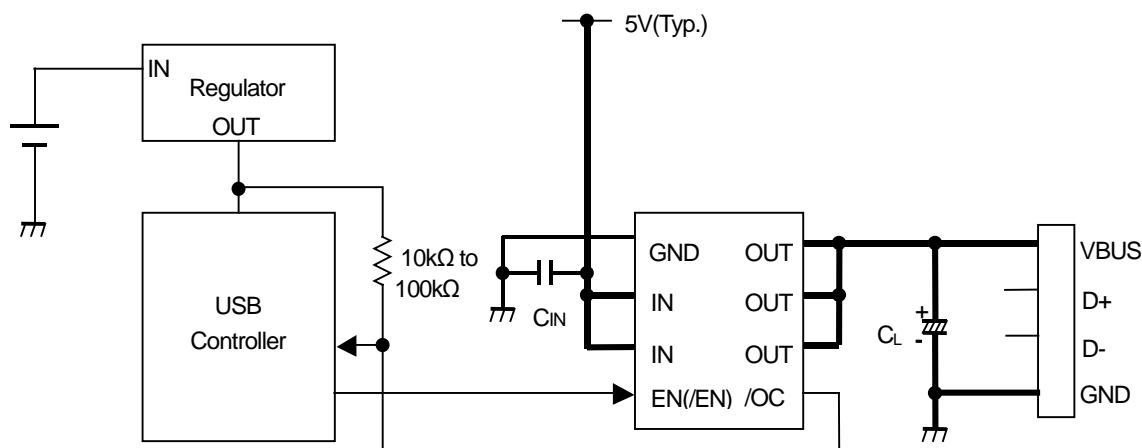 5V(Typ.)
IN
Regulator
OUT
10kΩ to
100kΩ
USB
Controller
CIN
GND OUT
IN OUT
IN OUT
EN(/EN) /OC
+
CL
-
VBUS
D+
D-
GND